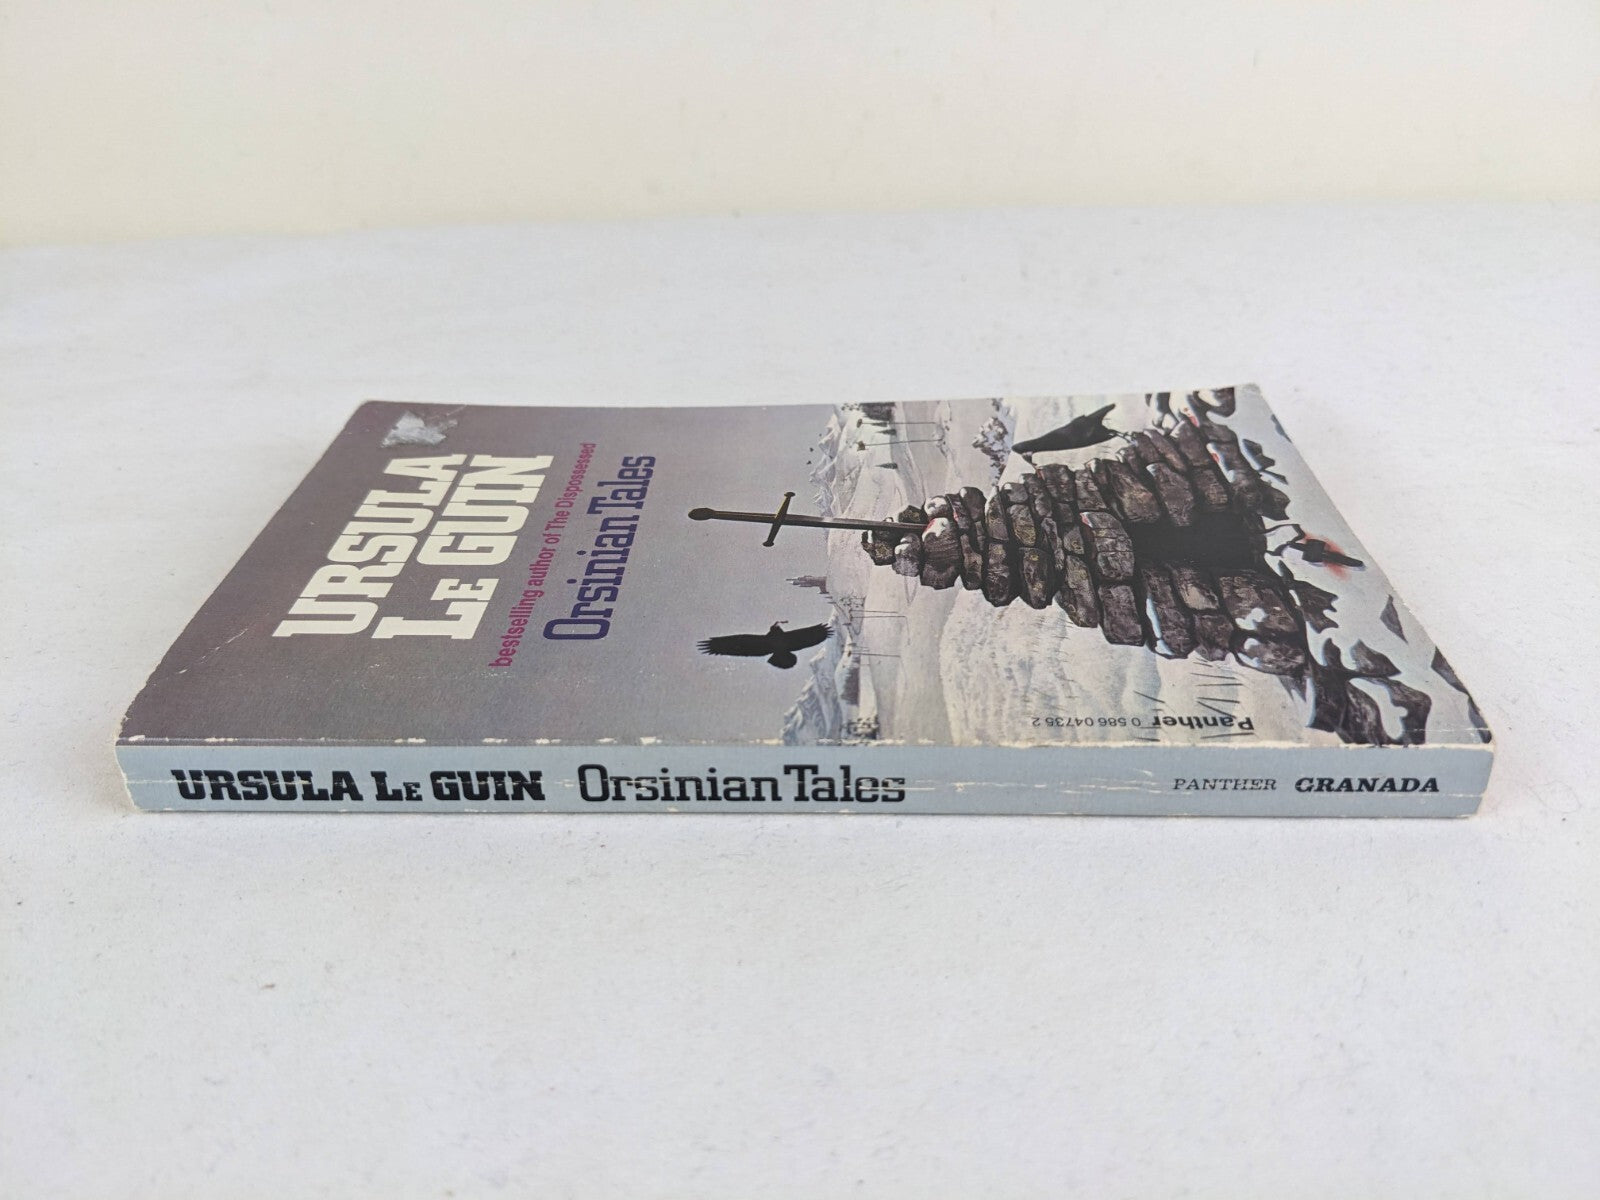 URSULA
LE GUIN
bestselling author of The Dispossessed
Orsinian Tales
Panther 0 586 04735 2
URSULA LE GUIN Orsinian Tales PANTHER GRANADA